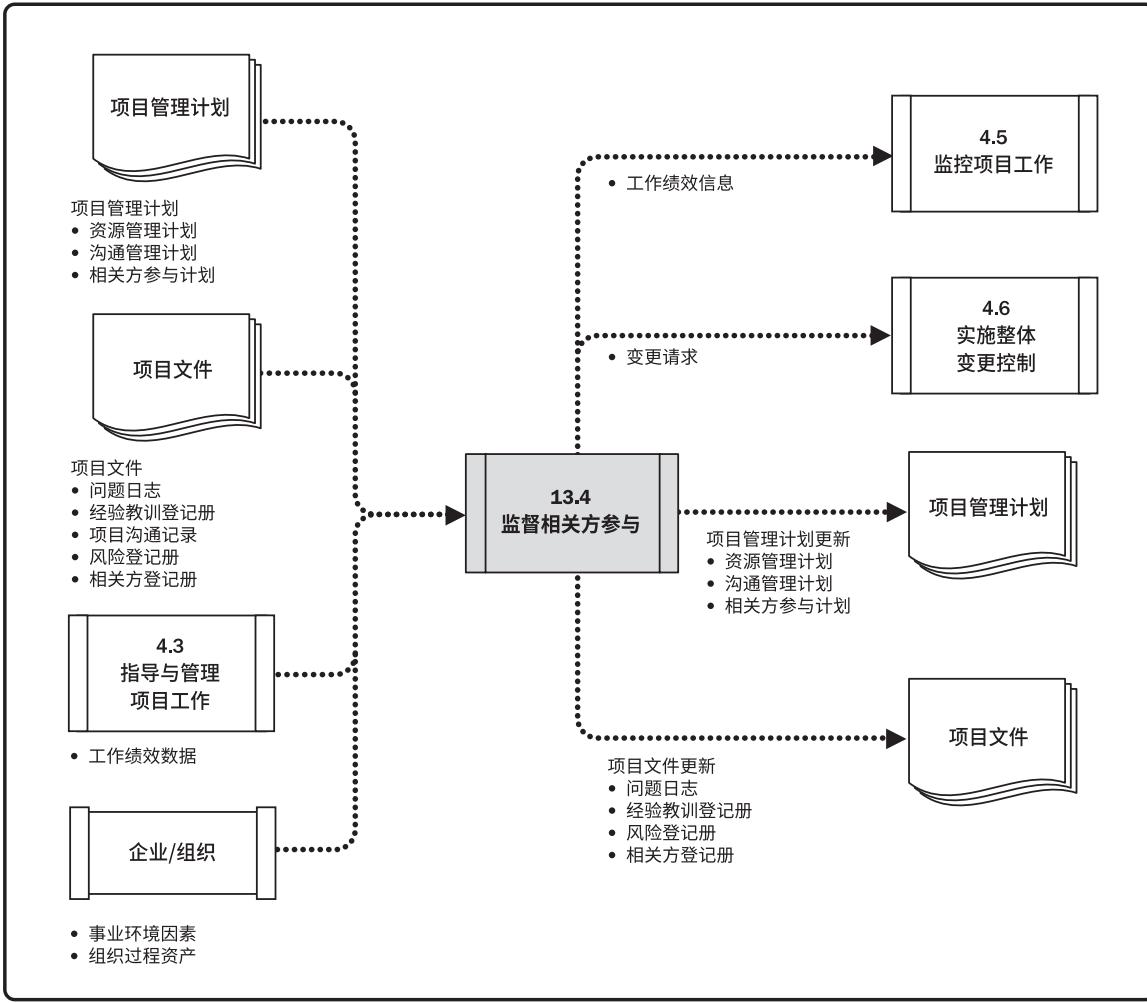 项目管理计划
项目管理计划
• 资源管理计划
• 沟通管理计划
• 相关方参与计划
项目文件
项目文件
• 问题日志
• 经验教训登记册
• 项目沟通记录
• 风险登记册
• 相关方登记册
4.3
指导与管理
项目工作
• 工作绩效数据
企业/组织
• 事业环境因素
• 组织过程资产
13.4
监督相关方参与
• 工作绩效信息
4.5
监控项目工作
• 变更请求
4.6
实施整体
变更控制
项目管理计划更新
• 资源管理计划
• 沟通管理计划
• 相关方参与计划
项目管理计划
项目文件更新
• 问题日志
• 经验教训登记册
• 风险登记册
• 相关方登记册
项目文件